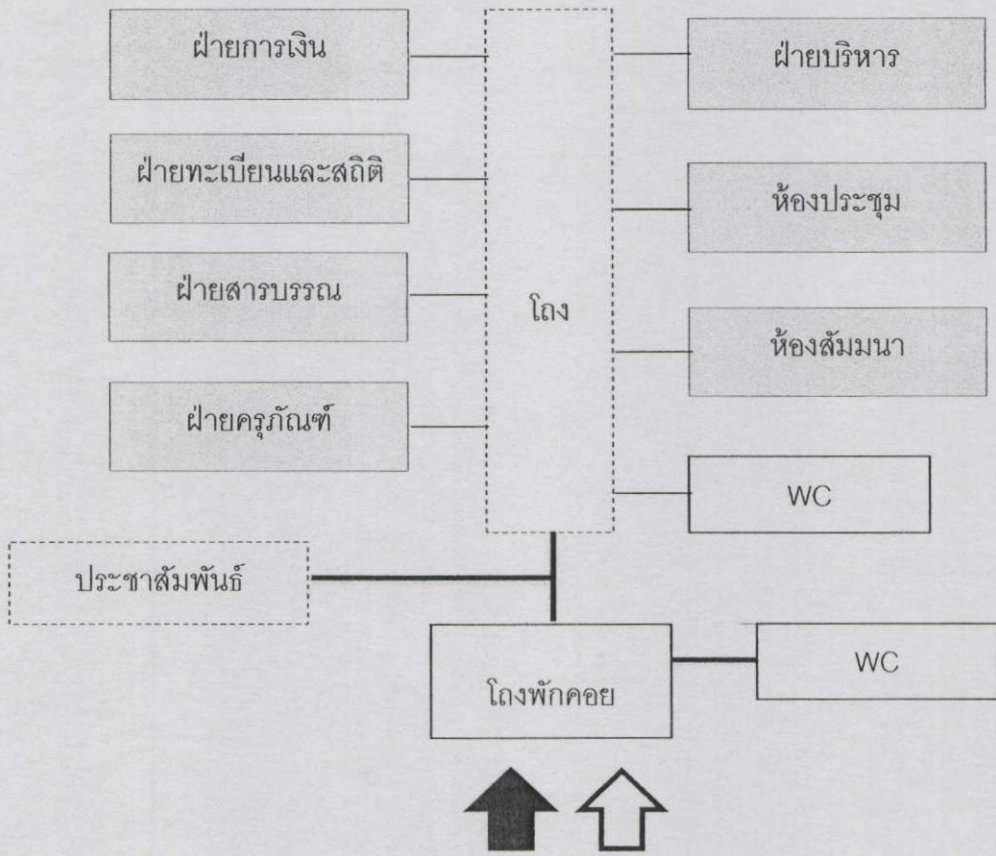 ฝ่ายการเงิน
ฝ่ายบริหาร
ฝ่ายทะเบียนและสถิติ
ห้องประชุม
ฝ่ายสารบรรณ
โถง
ห้องสัมมนา
ฝ่ายครุภัณฑ์
WC
ประชาสัมพันธ์
WC
โถงพักคอย